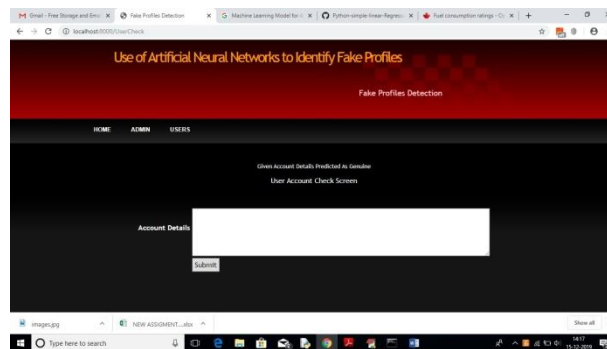 Gmail - Free Storage and Ema
Fake Profiles Detection
Machine Learning Model for
Python-simple-linear-Regress
Fuel consumption ratings - O
localhost:8000/UserCheck
Use of Artificial Neural Networks to Identify Fake Profiles
Fake Profiles Detection
HOME ADMIN USERS
Given Account Details Predicted As Genuine
User Account Check Screen
Account Details
Submit
images.jpg
NEW ASSIGMENT....xlsx
Show all
Type here to search
14:17
15-12-2019